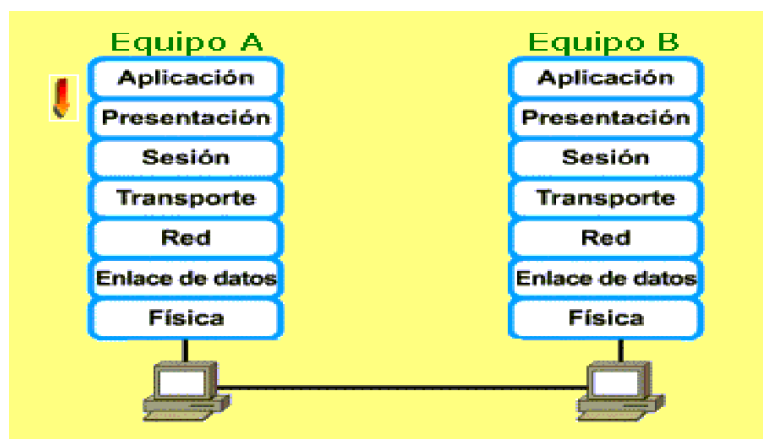 Equipo A
Aplicación
Presentación
Sesión
Transporte
Red
Enlace de datos
Física
Equipo B
Aplicación
Presentación
Sesión
Transporte
Red
Enlace de datos
Física